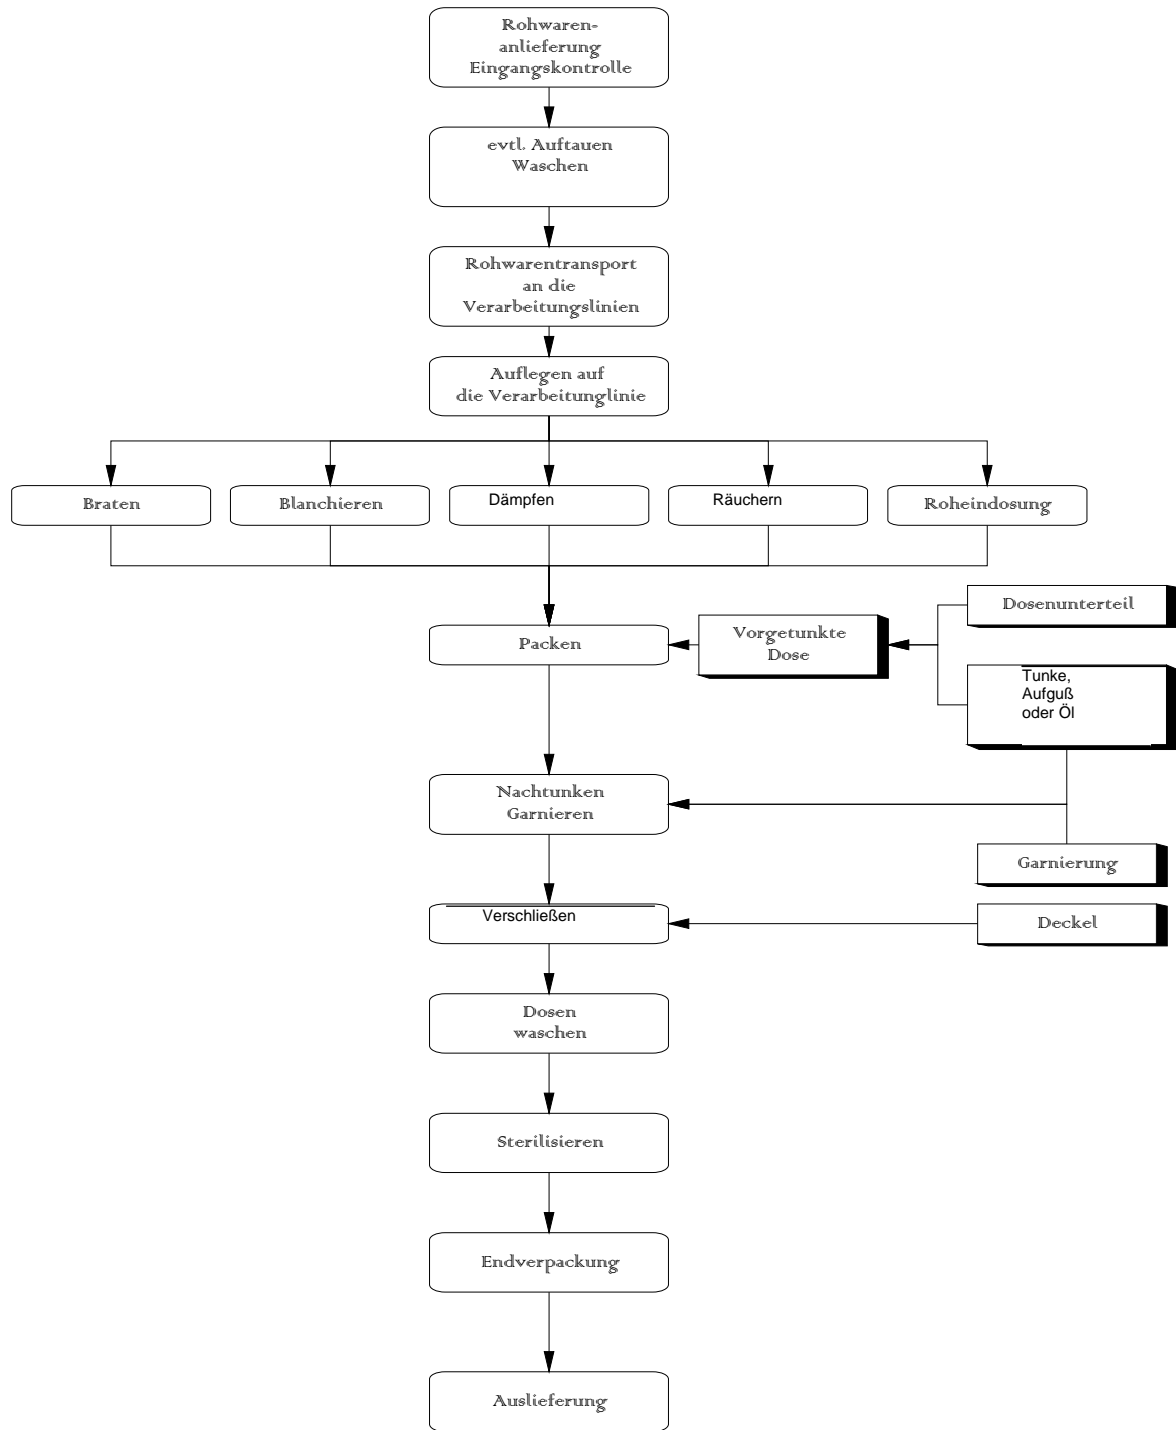 Rohwaren-
anlieferung
Eingangskontrolle
evtl. Auftauen
Waschen
Rohwarentransport
an die
Verarbeitungslinien
Auflegen auf
die Verarbeitunglinie
Braten
Blanchieren
Dämpfen
Räuchern
Roheindosung
Dosenunterteil
Packen
Vorgetunkte
Dose
Tunke,
Aufguß
oder Öl
Nachtunken
Garnieren
Garnierung
Verschließen
Deckel
Dosen
waschen
Sterilisieren
Endverpackung
Auslieferung